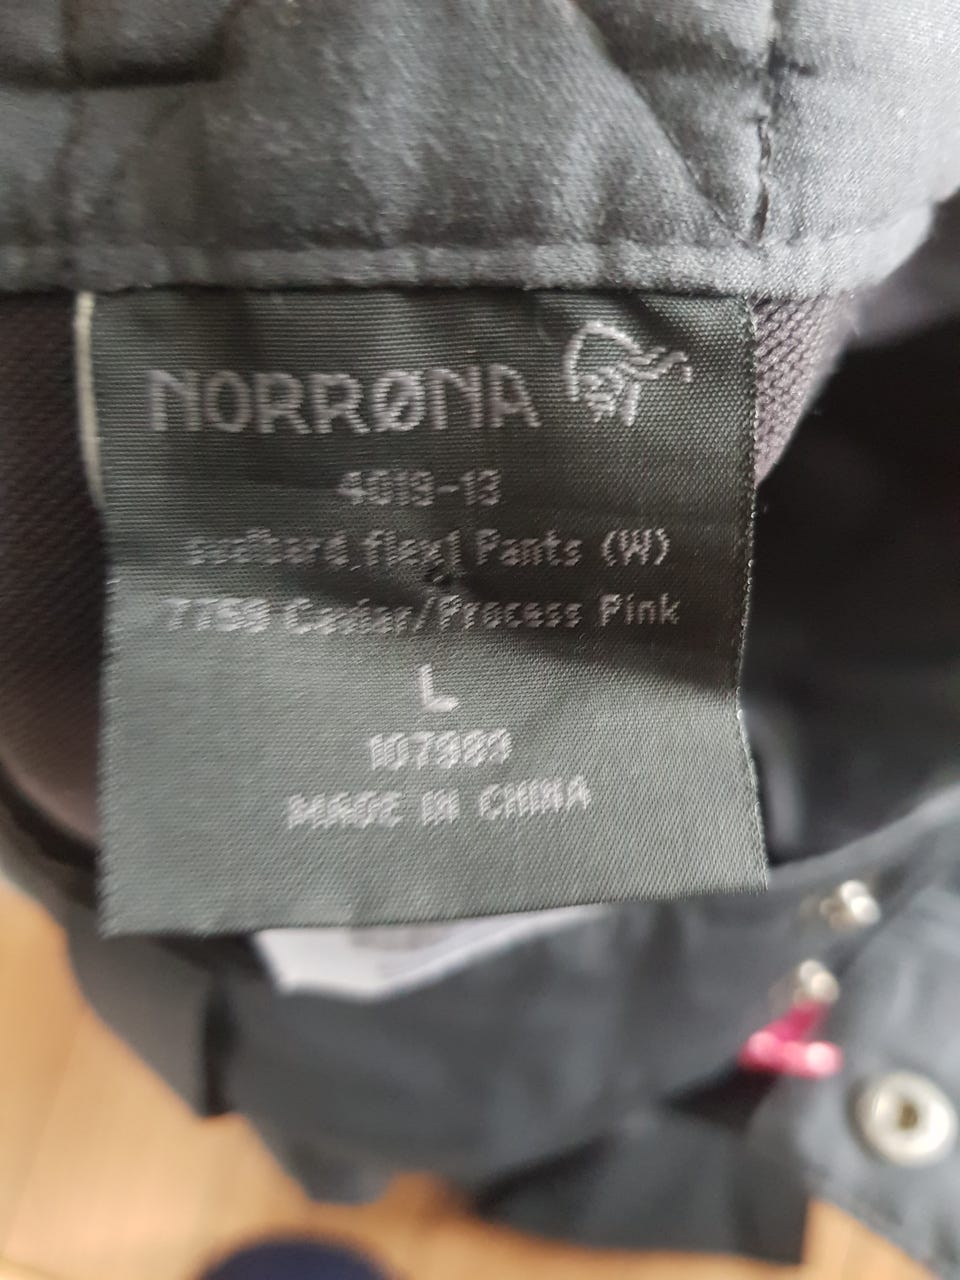 NORRØNA
4019-13
svalbard flex1 Pants (W)
7759 Caviar/Process Pink
L
107989
MADE IN CHINA